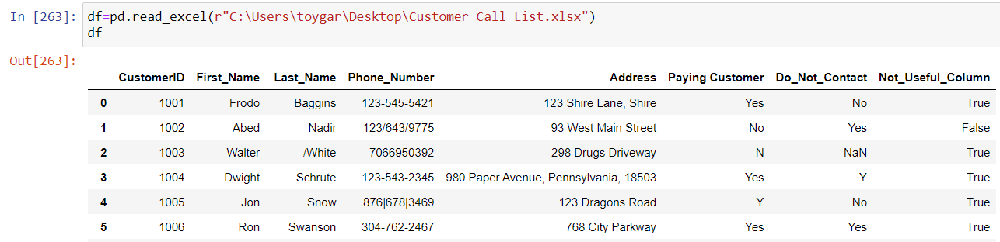 In [263]: df=pd.read_excel(r"C:\Users\toygar\Desktop\Customer Call List.xlsx")
df
Out[263]:
CustomerID First_Name Last_Name Phone_Number Address Paying Customer Do_Not_Contact Not_Useful_Column
0 1001 Frodo Baggins 123-545-5421 123 Shire Lane, Shire Yes No True
1 1002 Abed Nadir 123/643/9775 93 West Main Street No Yes False
2 1003 Walter /White 7066950392 298 Drugs Driveway N NaN True
3 1004 Dwight Schrute 123-543-2345 980 Paper Avenue, Pennsylvania, 18503 Yes Y True
4 1005 Jon Snow 876|678|3469 123 Dragons Road Y No True
5 1006 Ron Swanson 304-762-2467 768 City Parkway Yes Yes True